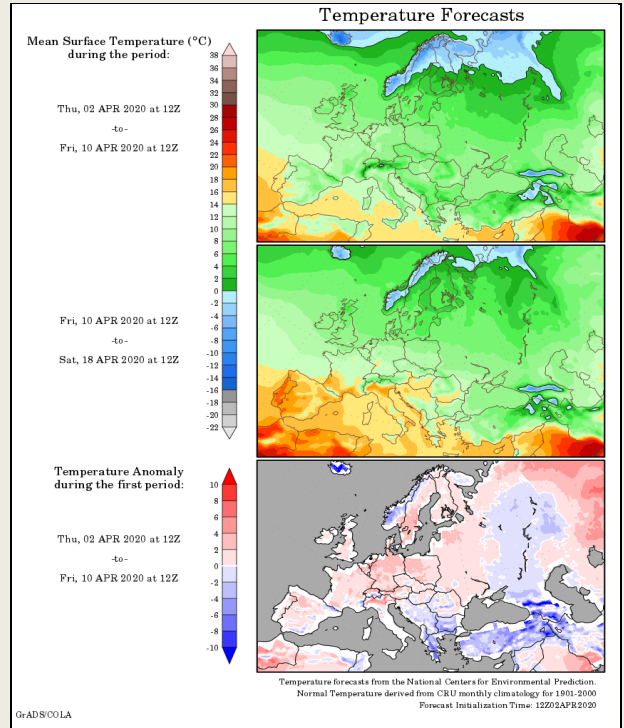 Temperature Forecasts
Mean Surface Temperature (°C)
during the period:
Thu, 02 APR 2020 at 12Z
-to-
Fri, 10 APR 2020 at 12Z
Fri, 10 APR 2020 at 12Z
-to-
Sat, 18 APR 2020 at 12Z
38
36
34
32
30
28
26
24
22
20
18
16
14
12
10
8
6
4
2
0
-2
-4
-6
-8
-10
-12
-14
-16
-18
-20
-22
Temperature Anomaly
during the first period:
Thu, 02 APR 2020 at 12Z
-to-
Fri, 10 APR 2020 at 12Z
10
8
6
4
2
0
-2
-4
-6
-8
-10
Temperature forecasts from the National Centers for Environmental Prediction.
Normal Temperature derived from CRU monthly climatology for 1901-2000
Forecast Initialization Time: 12Z02APR2020
GrADS/COLA